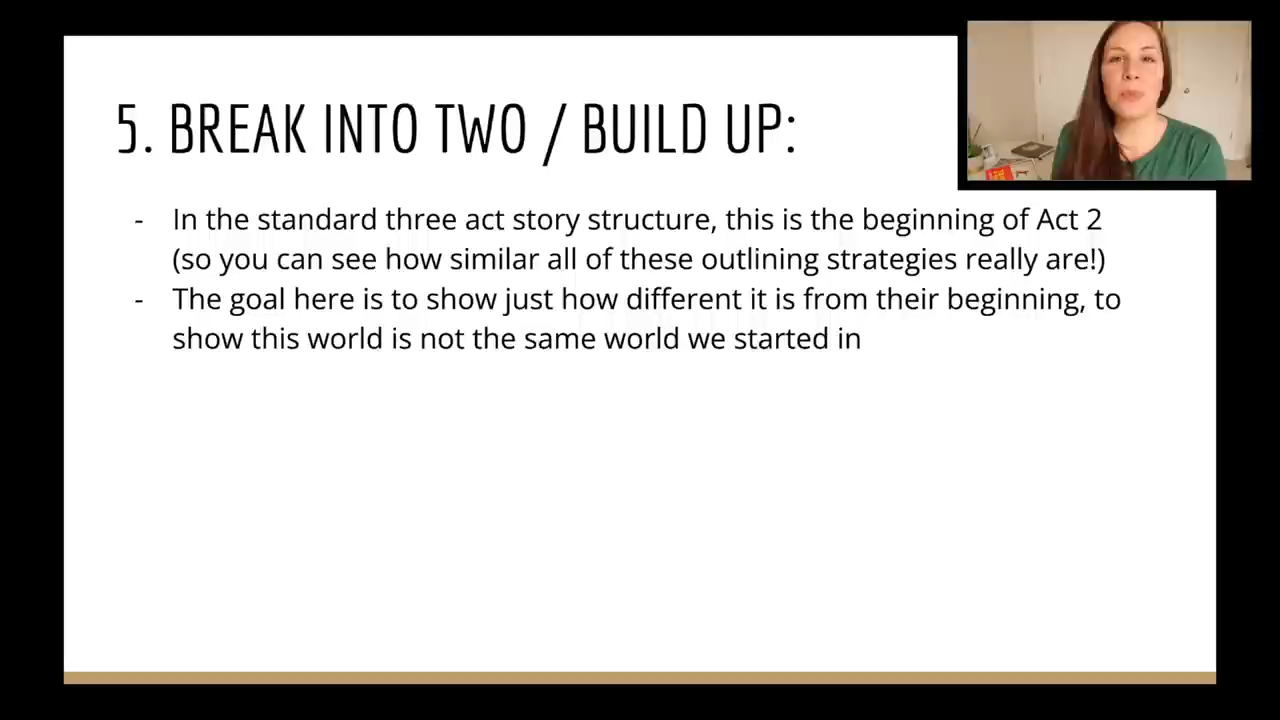 5. BREAK INTO TWO / BUILD UP:
- In the standard three act story structure, this is the beginning of Act 2
(so you can see how similar all of these outlining strategies really are!)
- The goal here is to show just how different it is from their beginning, to
show this world is not the same world we started in